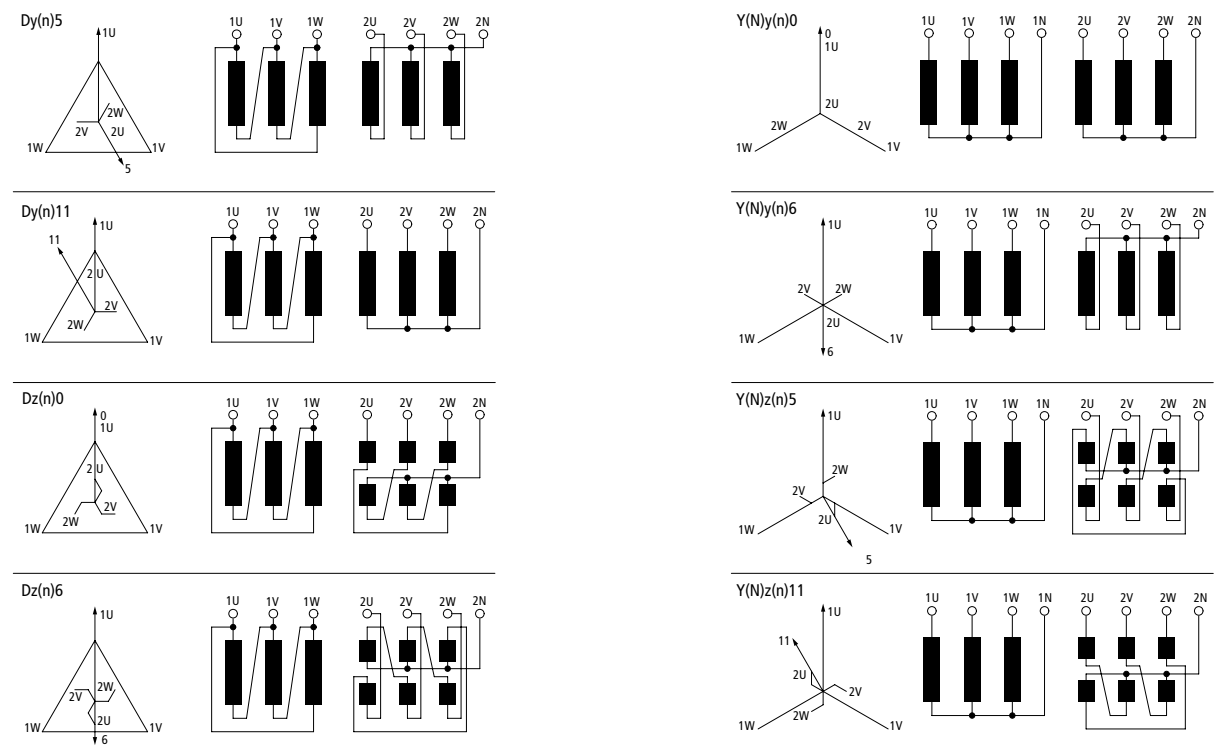 Dy(n)5
1U
1U 1V 1W 2U 2V 2W 2N
2W
2V 2U
1W 1V
5
Dy(n)11
1U
11
1U 1V 1W 2U 2V 2W 2N
2 U
2V
2W
1W 1V
Dz(n)0
0
1U
1U 1V 1W 2U 2V 2W 2N
2 U
2V
2W
1W 1V
Dz(n)6
1U
1U 1V 1W 2U 2V 2W 2N
2V 2W
2U
1W 1V
6
Y(N)y(n)0
0
1U
1U 1V 1W 1N 2U 2V 2W 2N
2U
2W 2V
1W 1V
Y(N)y(n)6
1U
1U 1V 1W 1N 2U 2V 2W 2N
2V 2W
2U
1W 1V
6
Y(N)z(n)5
1U
1U 1V 1W 1N 2U 2V 2W 2N
2W
2V
2U
1W 1V
5
Y(N)z(n)11
1U
1U 1V 1W 1N 2U 2V 2W 2N
11
2U
2V
2W
1W 1V